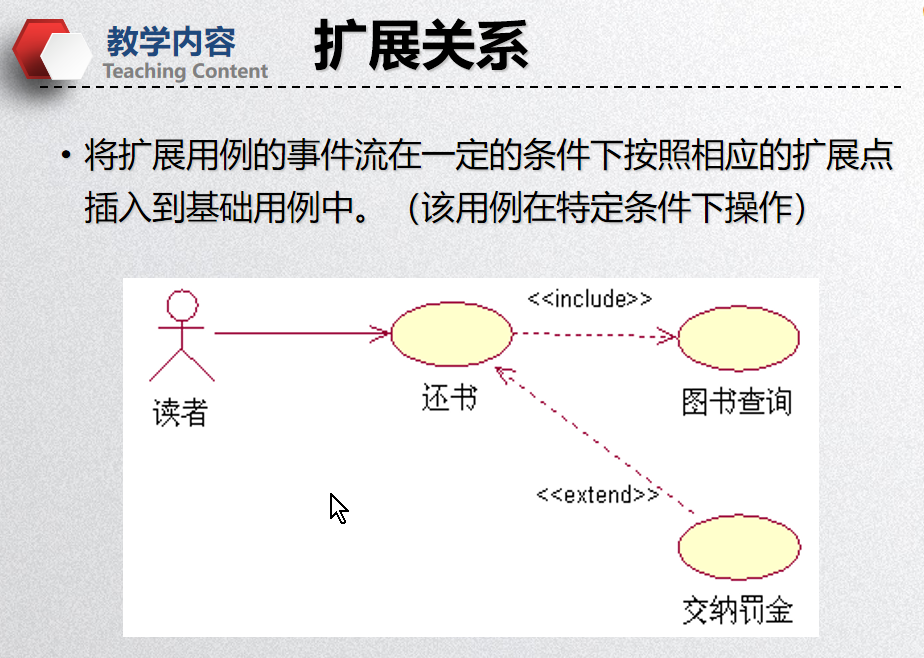 教学内容
Teaching Content
扩展关系
• 将扩展用例的事件流在一定的条件下按照相应的扩展点
插入到基础用例中。（该用例在特定条件下操作）
<<include>>
读者
还书
图书查询
<<extend>>
交纳罚金